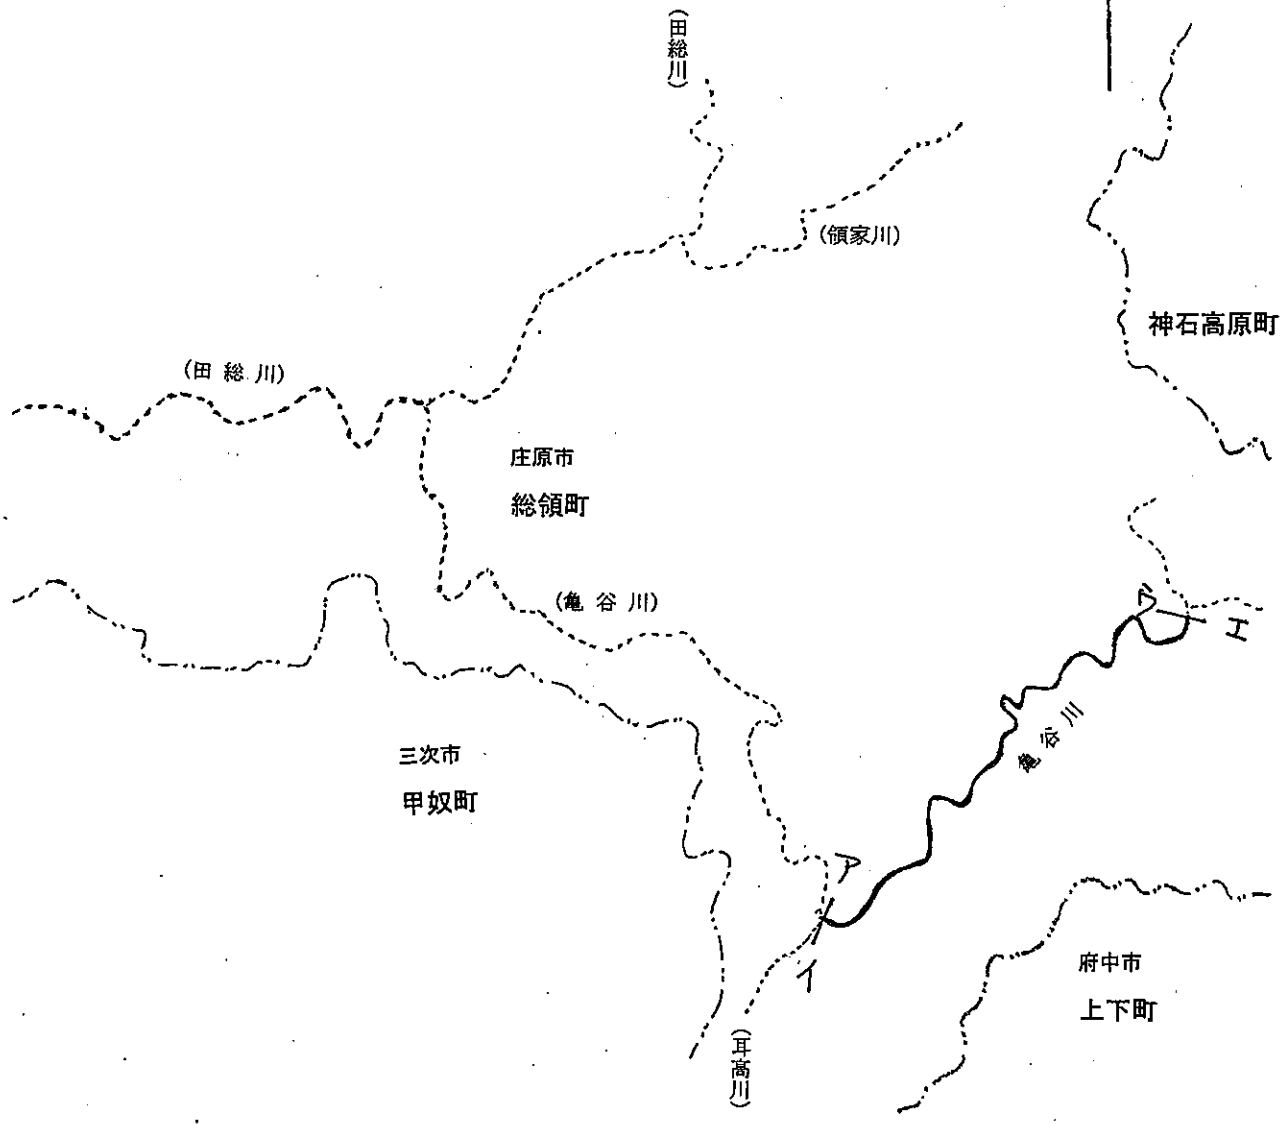 (田総川)
(領家川)
神石高原町
(田総川)
庄原市
総領町
(亀谷川)
ウ
エ
亀谷川
三次市
甲奴町
ア
イ
府中市
上下町
(耳高川)